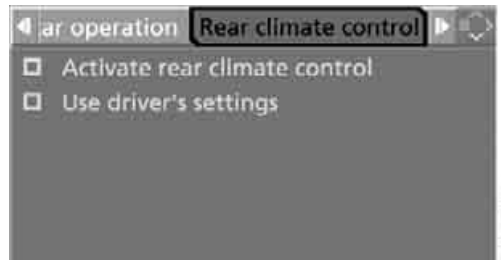 ar operation Rear climate control
Activate rear climate control
Use driver's settings